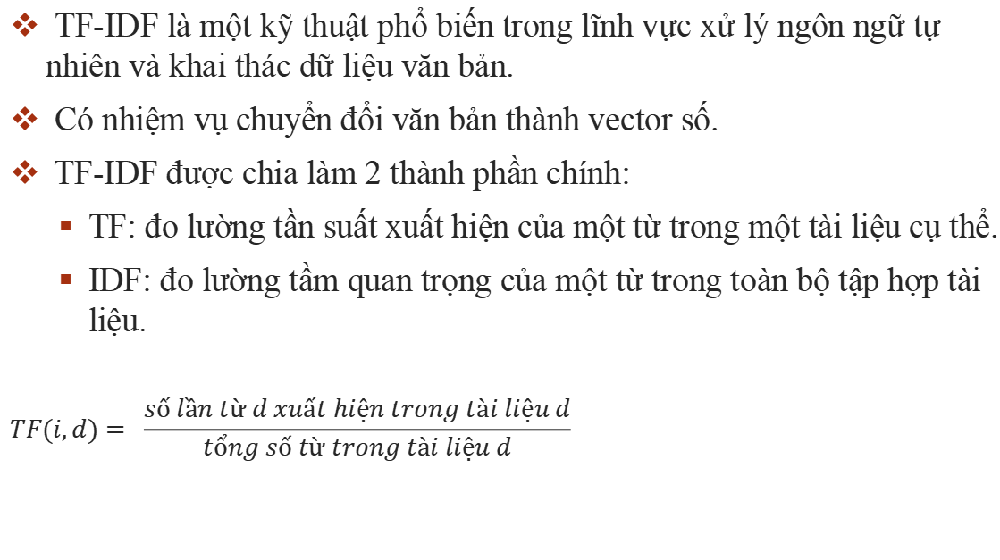 ❖ TF-IDF là một kỹ thuật phổ biến trong lĩnh vực xử lý ngôn ngữ tự
nhiên và khai thác dữ liệu văn bản.
❖ Có nhiệm vụ chuyển đổi văn bản thành vector số.
❖ TF-IDF được chia làm 2 thành phần chính:
▪ TF: đo lường tần suất xuất hiện của một từ trong một tài liệu cụ thể.
▪ IDF: đo lường tầm quan trọng của một từ trong toàn bộ tập hợp tài
liệu.
số lần từ d xuất hiện trong tài liệu d
TF(i, d) =
tổng số từ trong tài liệu d